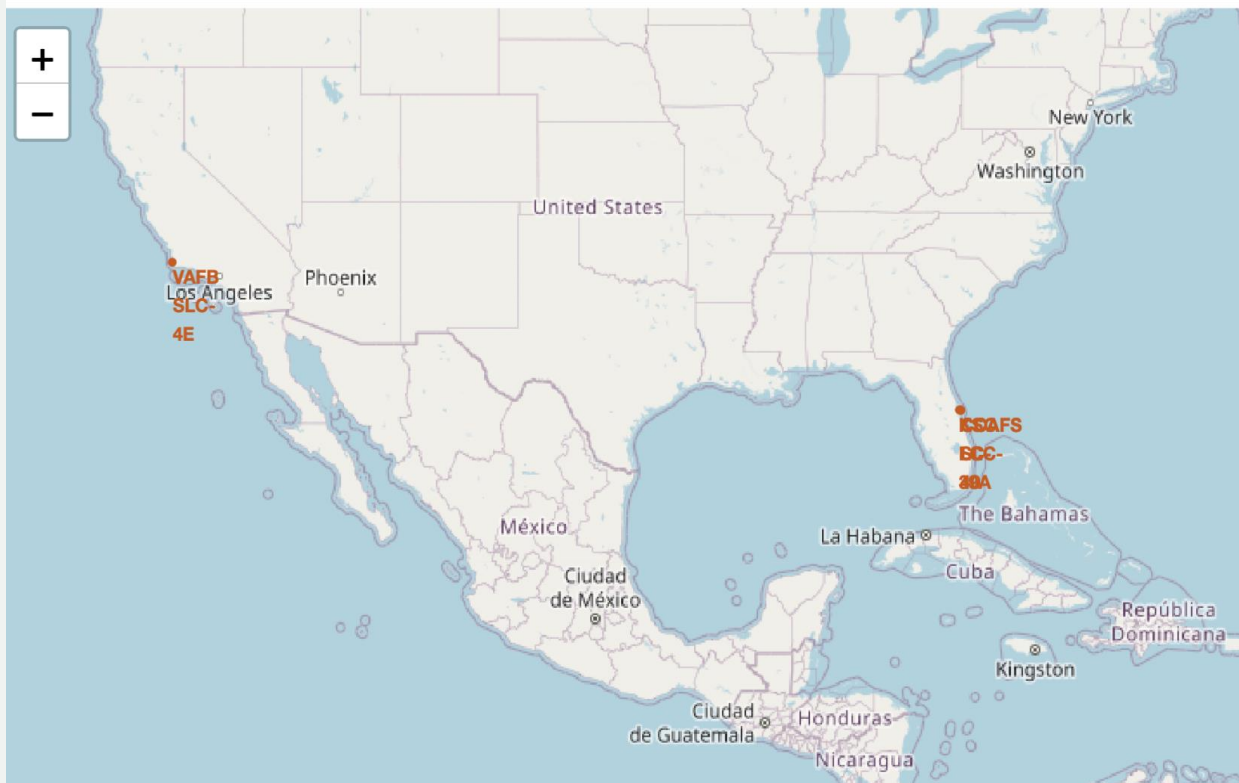 +
−
New York
Washington
United States
VAFB
Los Angeles
SLC-
4E
Phoenix
The Bahamas
México
La Habana
Cuba
Ciudad
de México
República
Dominicana
Kingston
Ciudad
de Guatemala
Honduras
Nicaragua